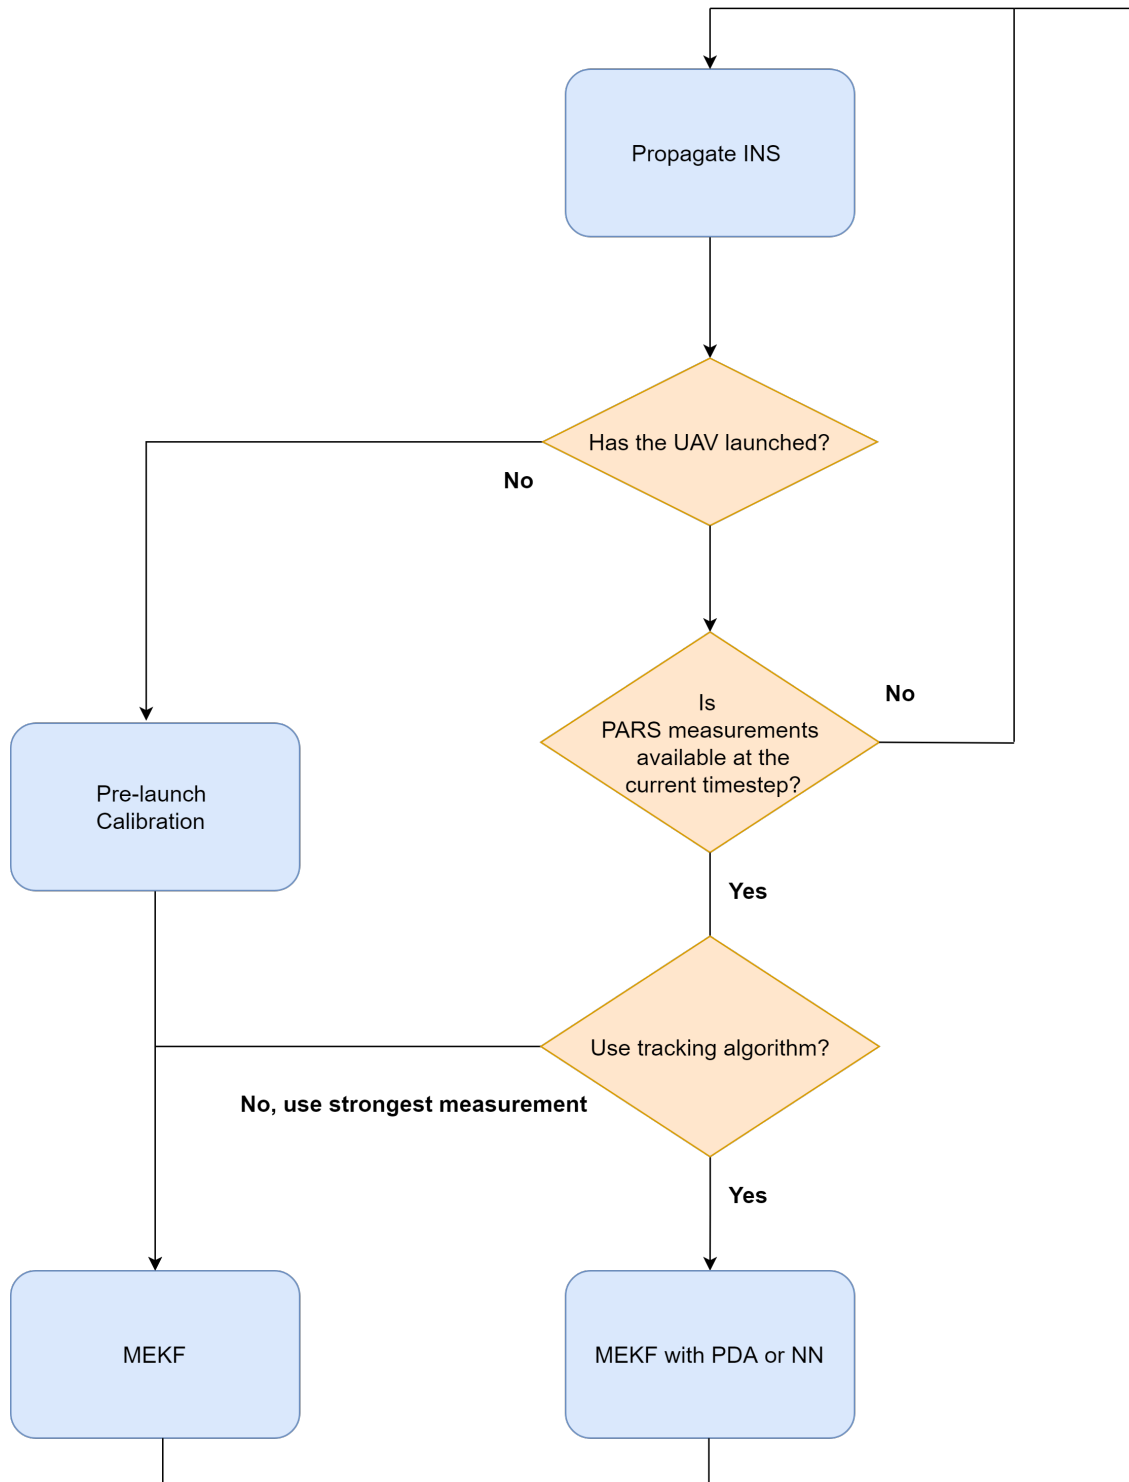 Propagate INS
Has the UAV launched?
No
Is
PARS measurements
available at the
current timestep?
No
Pre-launch
Calibration
Yes
Use tracking algorithm?
No, use strongest measurement
Yes
MEKF
MEKF with PDA or NN